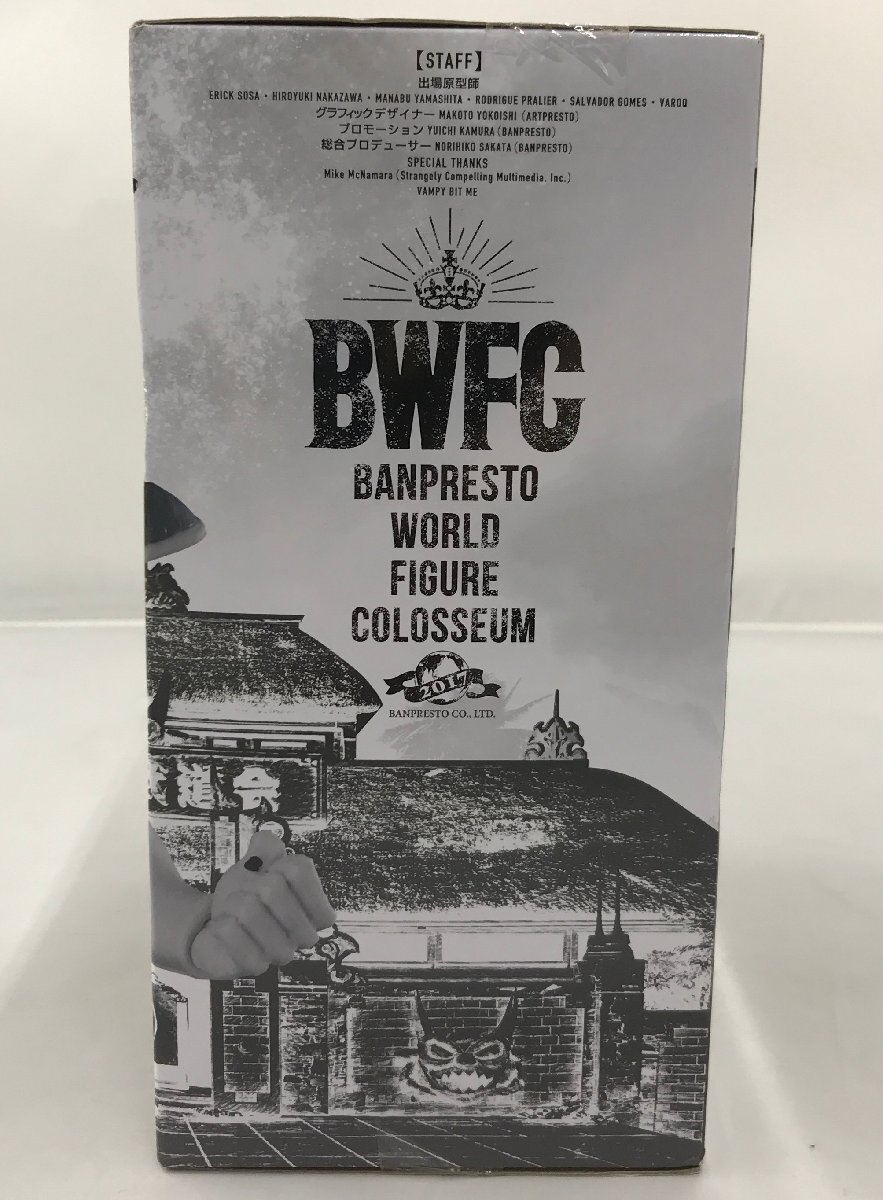 【STAFF】
出場原型師
ERICK SOSA・HIROYUKI NAKAZAWA・MANABU YAMASHITA・RODRIGUE PRALIER・SALVADOR GOMES・VAROQ
グラフィックデザイナー MAKOTO YOKOISHI (ARTPRESTO)
プロモーション YUICHI KAMURA (BANPRESTO)
総合プロデューサー NORIHIKO SAKATA (BANPRESTO)
SPECIAL THANKS
Mike McNamara (Strangely Compelling Multimedia, Inc.)
VAMPY BIT ME
BWFC
BANPRESTO
WORLD
FIGURE
COLOSSEUM
2017
BANPRESTO CO., LTD.